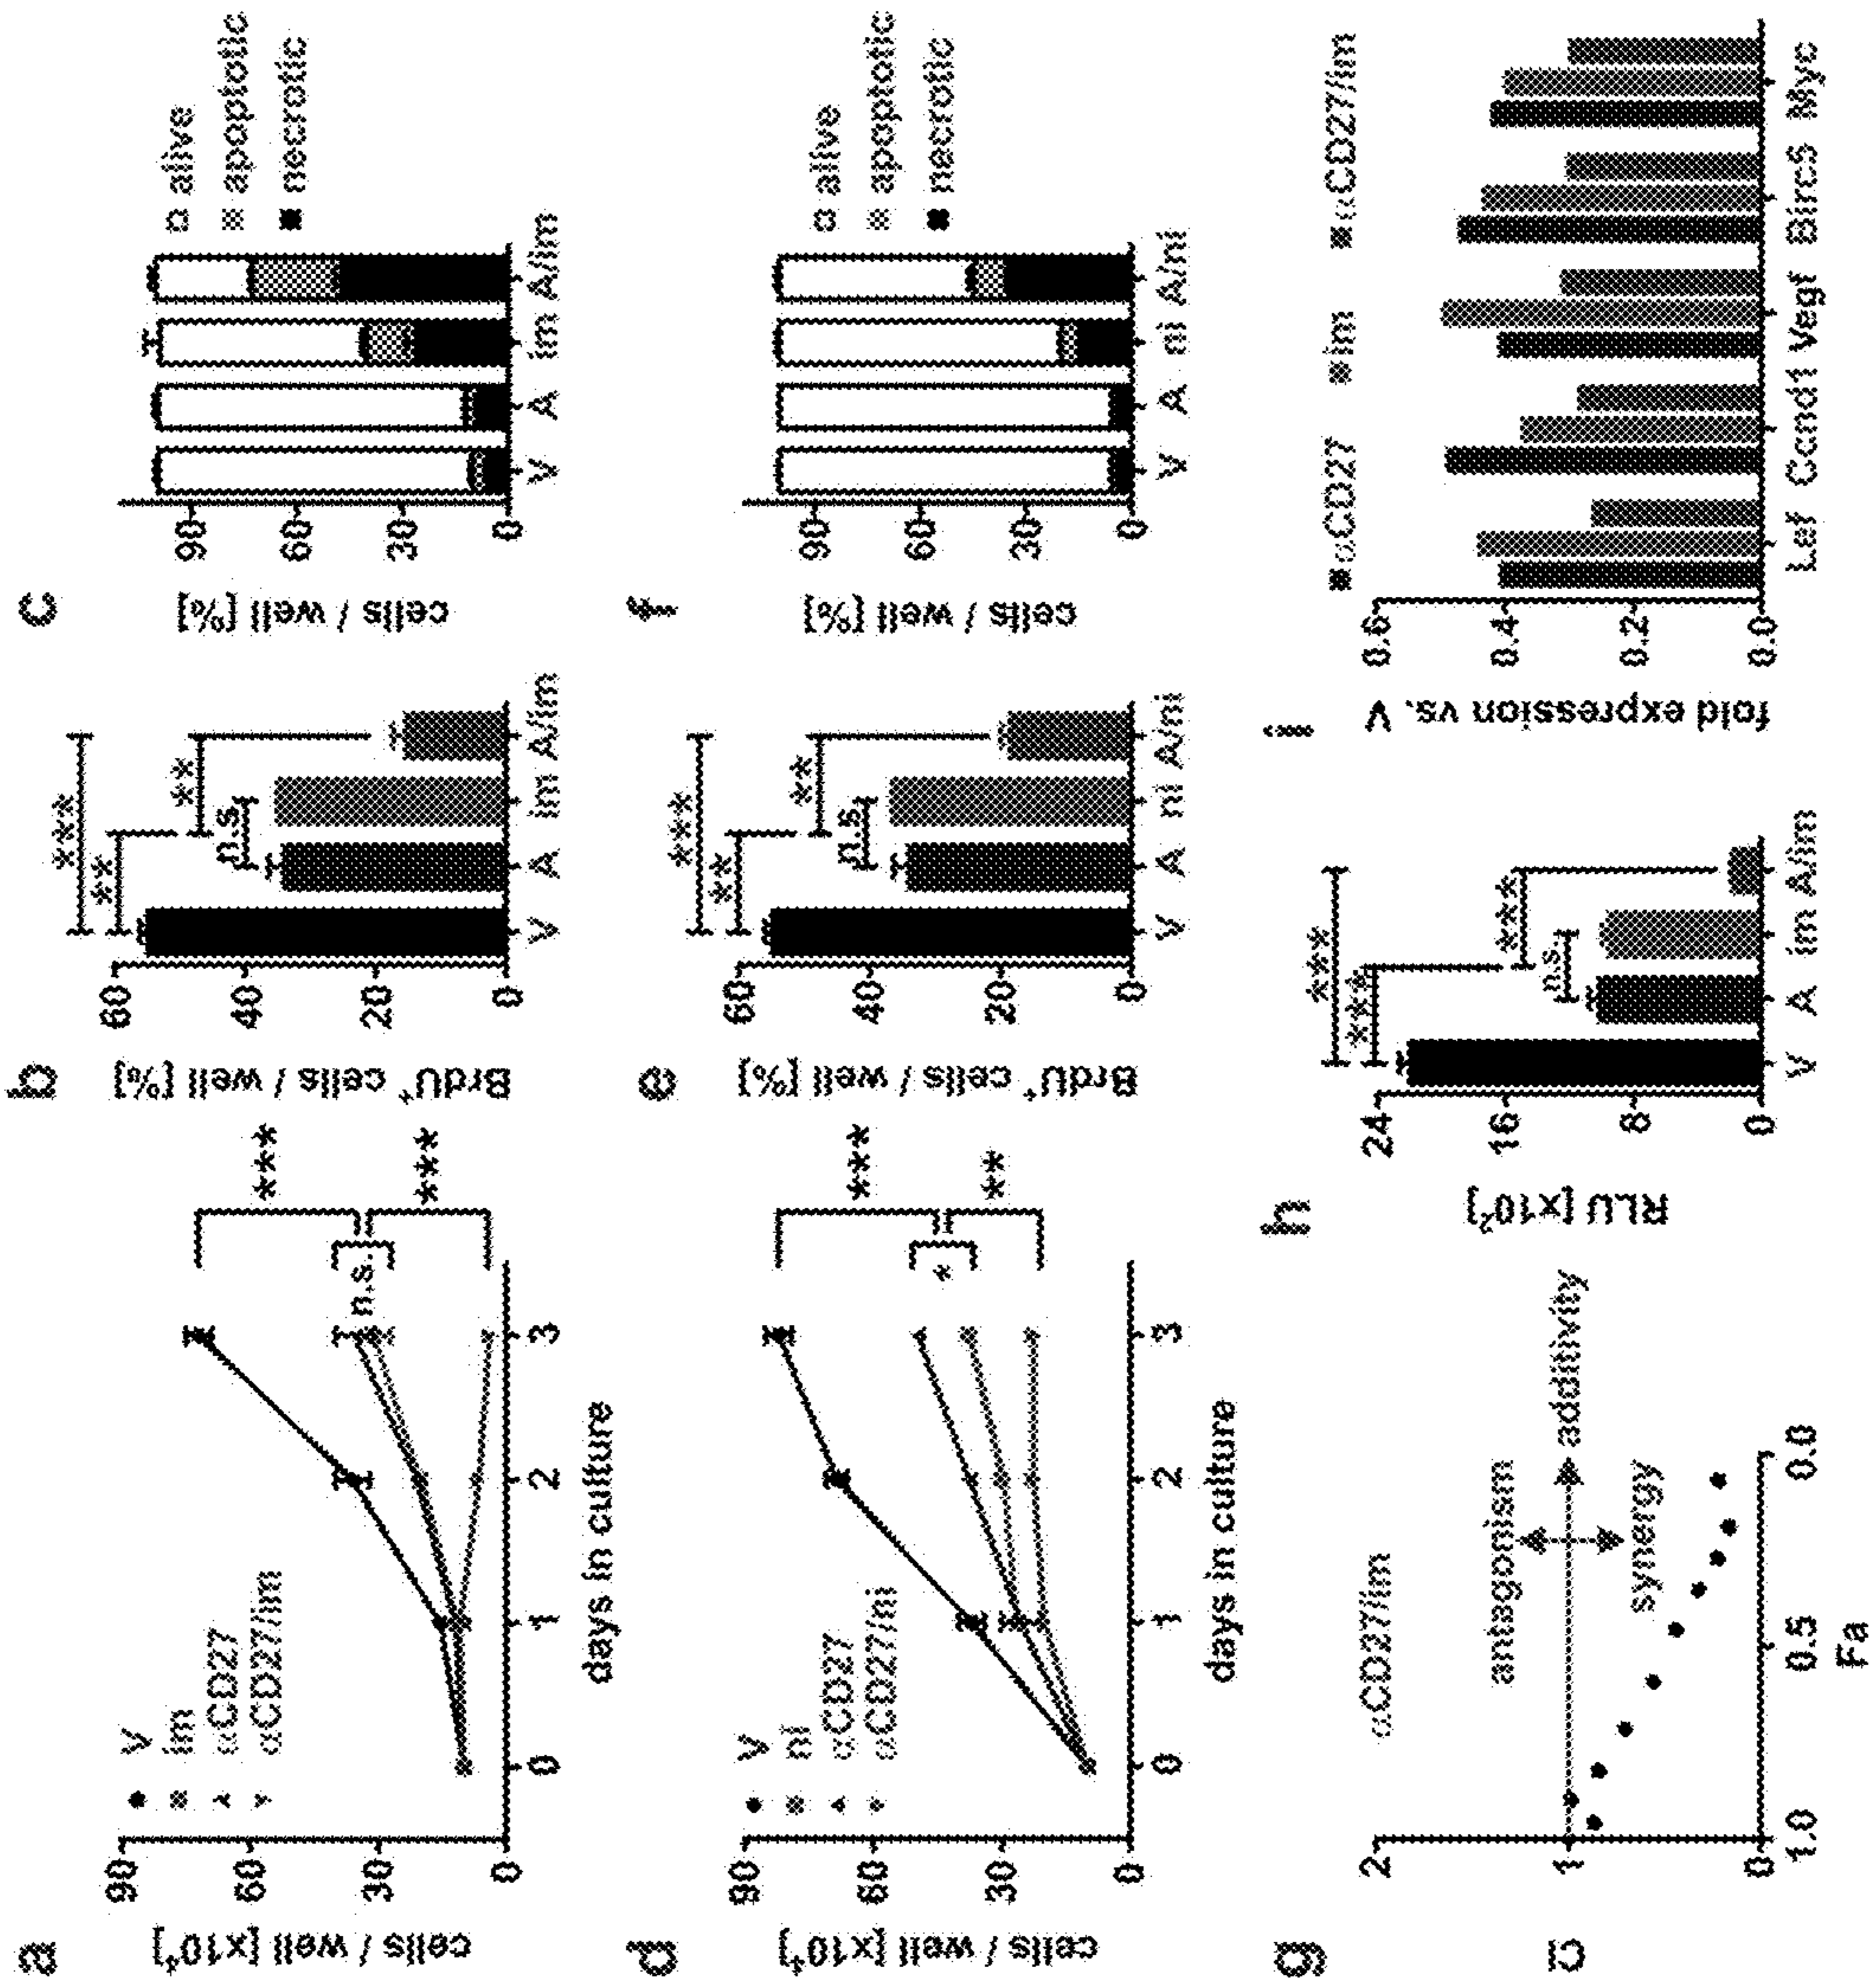 a
cells / well [x10⁴]
90
60
30
0
V
im
αCD27
αCD27/im
n.s.
***
***
0 1 2 3
days in culture
b
BrdU⁺ cells / well [%]
60
40
20
0
***
**
**
n.s.
V A im A/im
c
cells / well [%]
90
60
30
0
alive
apoptotic
necrotic
V A im A/im
d
cells / well [x10⁴]
90
60
30
0
V
ni
αCD27
αCD27/ni
*
***
**
0 1 2 3
days in culture
e
BrdU⁺ cells / well [%]
60
40
20
0
***
**
**
n.s
V A ni A/ni
f
cells / well [%]
90
60
30
0
alive
apoptotic
necrotic
V A ni A/ni
g
CI
2
1
0
αCD27/im
antagonism
additivity
synergy
1.0 0.5 0.0
Fa
h
24
16
8
0
***
***
***
n.s.
V A im A/im
i
fold expression vs. V
0.6
0.4
0.2
0.0
αCD27 im αCD27/im
Lef Ccnd1 Vegf Birc5 Myc